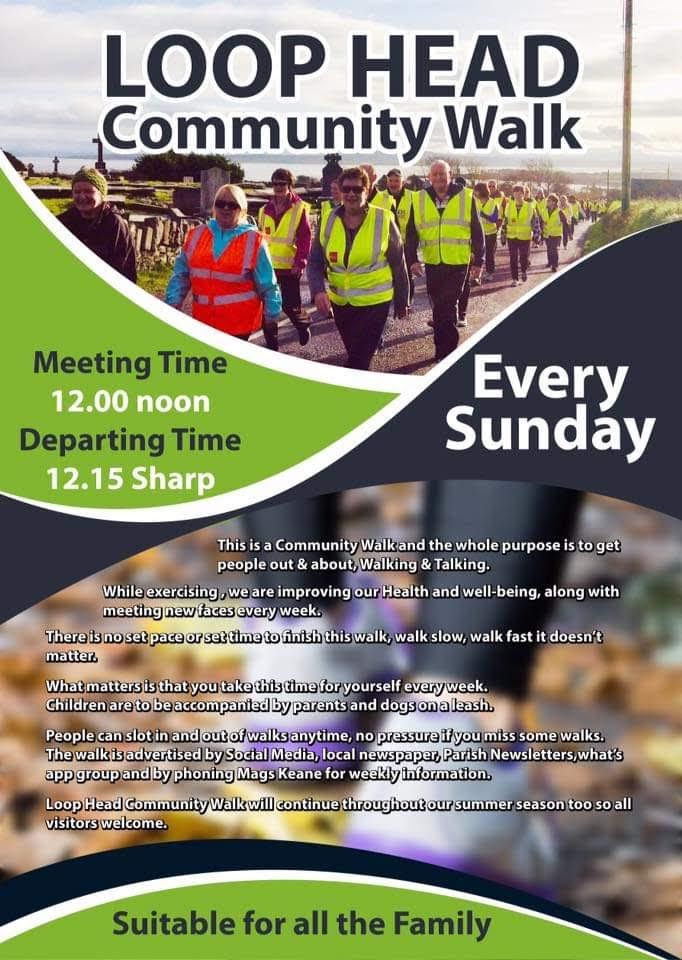 LOOP HEAD
Community Walk
Meeting Time
12.00 noon
Departing Time
12.15 Sharp
Every
Sunday
This is a Community Walk and the whole purpose is to get
people out & about, Walking & Talking.
While exercising , we are improving our Health and well-being, along with
meeting new faces every week.
There is no set pace or set time to finish this walk, walk slow, walk fast it doesn't
matter.
What matters is that you take this time for yourself every week.
Children are to be accompanied by parents and dogs on a leash.
People can slot in and out of walks anytime, no pressure if you miss some walks.
The walk is advertised by Social Media, local newspaper, Parish Newsletters,what's
app group and by phoning Mags Keane for weekly information.
Loop Head Community Walk will continue throughout our summer season too so all
visitors welcome.
Suitable for all the Family